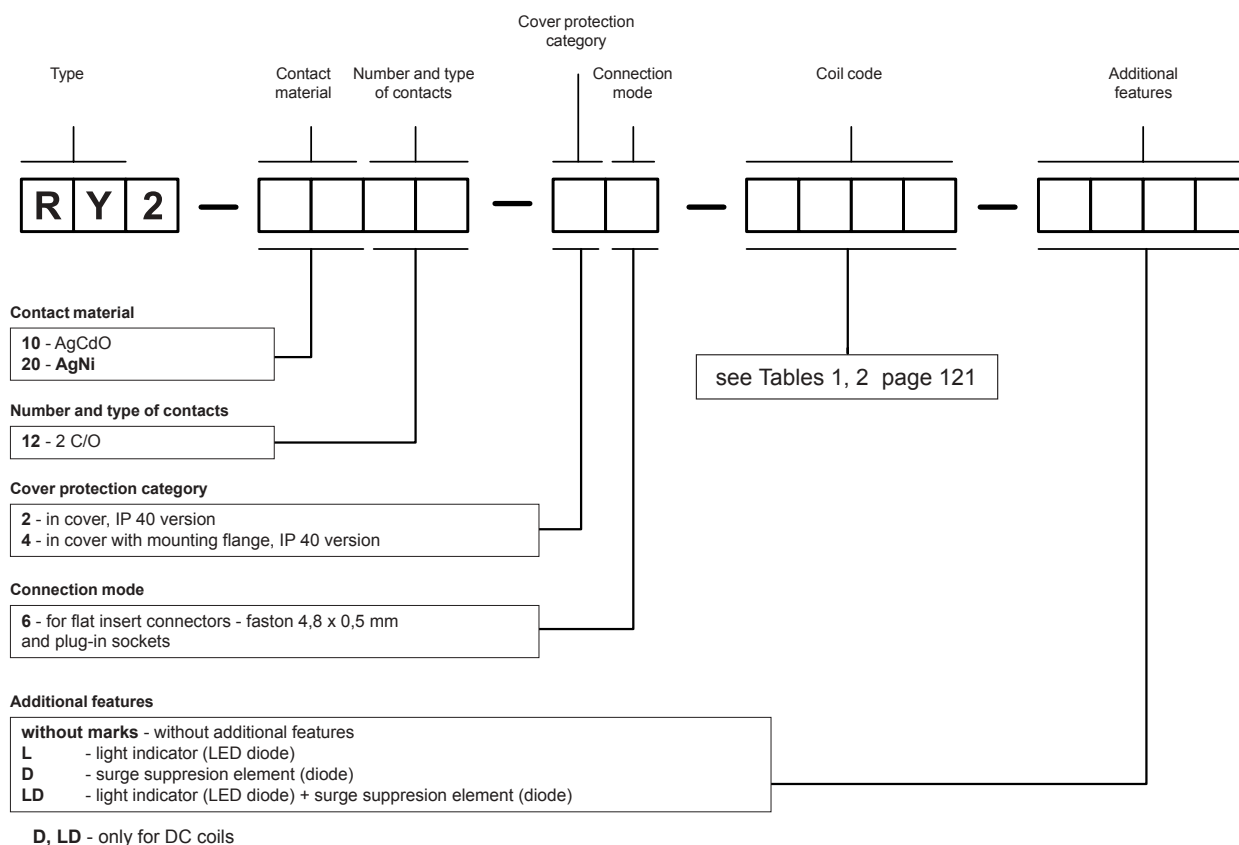 Cover protection
category
Type
Contact
material
Number and type
of contacts
Connection
mode
Coil code
Additional
features
R Y 2 — — — —
Contact material
10 - AgCdO
20 - AgNi
see Tables 1, 2 page 121
Number and type of contacts
12 - 2 C/O
Cover protection category
2 - in cover, IP 40 version
4 - in cover with mounting flange, IP 40 version
Connection mode
6 - for flat insert connectors - faston 4,8 x 0,5 mm
and plug-in sockets
Additional features
without marks - without additional features
L - light indicator (LED diode)
D - surge suppresion element (diode)
LD - light indicator (LED diode) + surge suppresion element (diode)
D, LD - only for DC coils